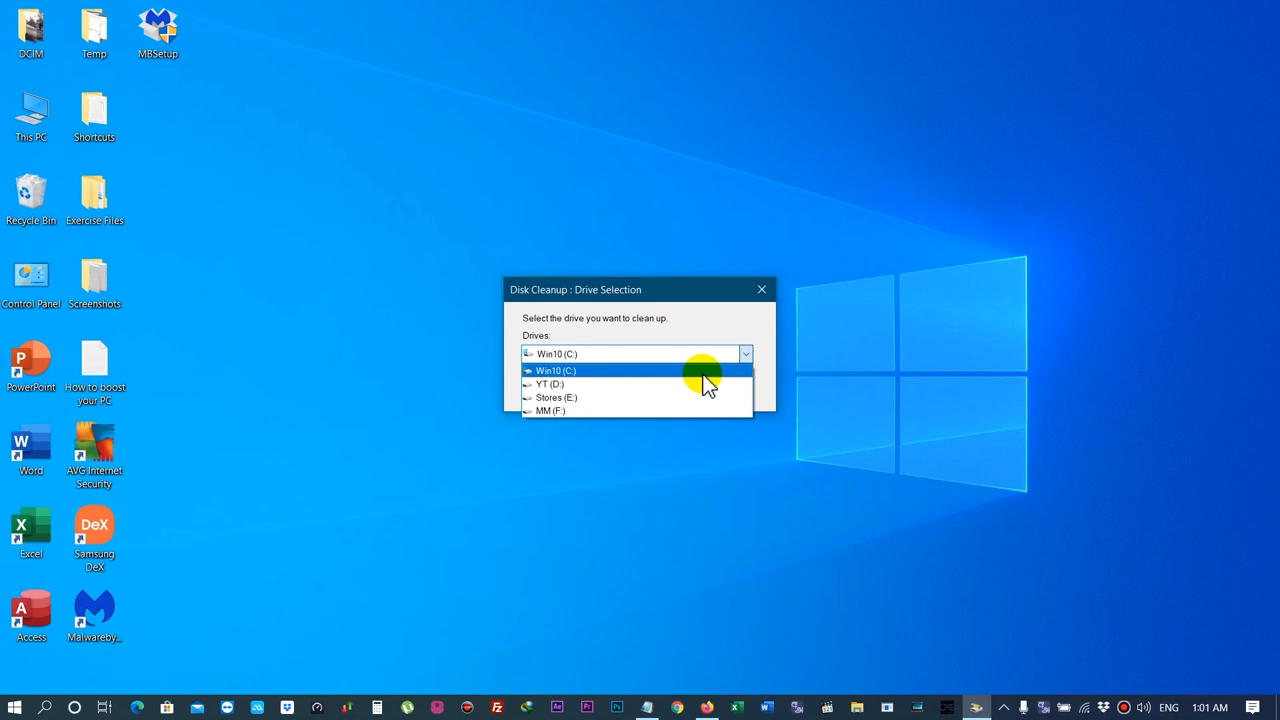 DCIM
Temp
MBSetup
This PC
Shortcuts
Recycle Bin
Exercise Files
Control Panel
Screenshots
PowerPoint
How to boost
your PC
Word
AVG Internet
Security
Excel
DeX
Samsung
DeX
Access
Malwareby...
Disk Cleanup : Drive Selection
Select the drive you want to clean up.
Drives:
Win10 (C:)
Win10 (C:)
YT (D:)
Stores (E:)
MM (F:)
ENG
1:01 AM